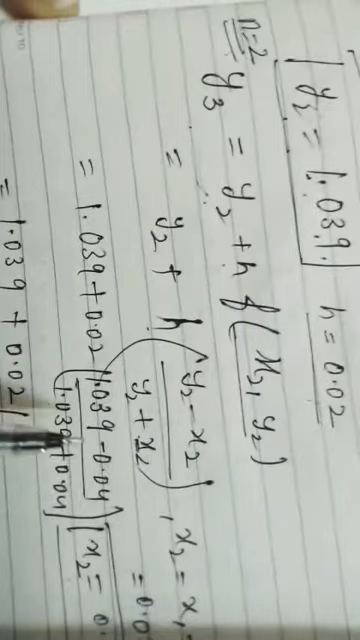 y₂ = 1.039. h = 0.02
n=2
y₃ = y₂ + h f(x₂, y₂)
= y₂ + h (y₂ - x₂ / y₂ + x₂), x₂ = x₁
= 0.0
= 1.039 + 0.02 (1.039 - 0.04 / 1.039 + 0.04) (x₂ = 0.
= 1.039 + 0.02 (